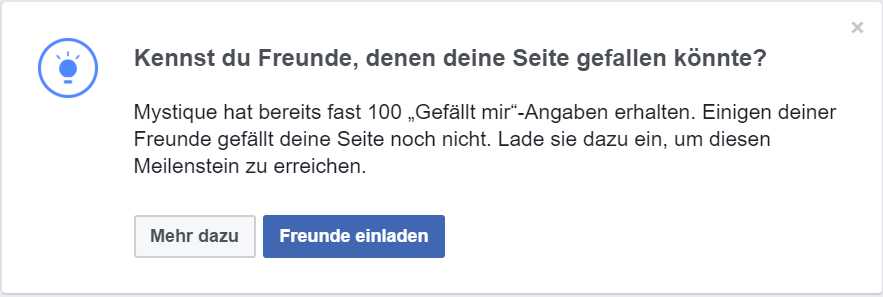 Kennst du Freunde, denen deine Seite gefallen könnte?
Mystique hat bereits fast 100 „Gefällt mir“-Angaben erhalten. Einigen deiner
Freunde gefällt deine Seite noch nicht. Lade sie dazu ein, um diesen
Meilenstein zu erreichen.
Mehr dazu
Freunde einladen